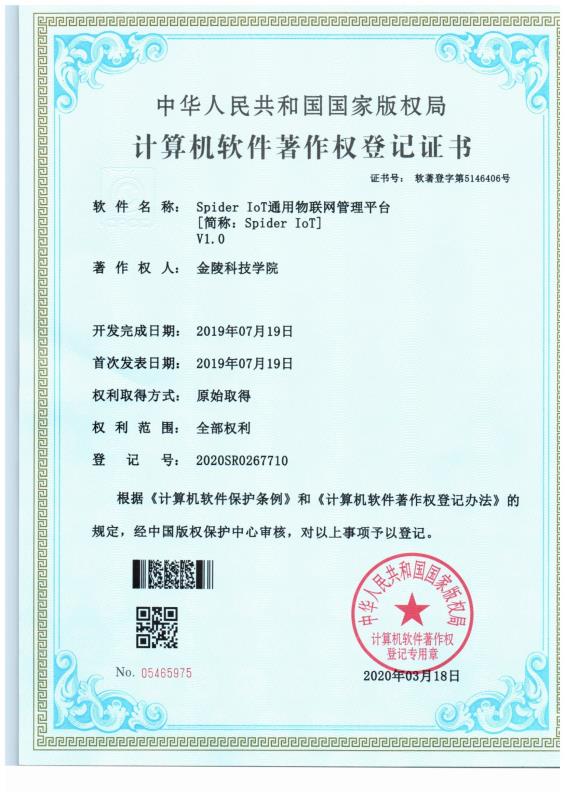 中华人民共和国国家版权局
计算机软件著作权登记证书
证书号： 软著登字第5146406号
软件名称： Spider IoT通用物联网管理平台
[简称：Spider IoT]
V1.0
著作权人： 金陵科技学院
开发完成日期： 2019年07月19日
首次发表日期： 2019年07月19日
权利取得方式： 原始取得
权利范围： 全部权利
登记号： 2020SR0267710
根据《计算机软件保护条例》和《计算机软件著作权登记办法》的
规定，经中国版权保护中心审核，对以上事项予以登记。
中华人民共和国国家版权局
计算机软件著作权
登记专用章
No. 05465975
2020年03月18日